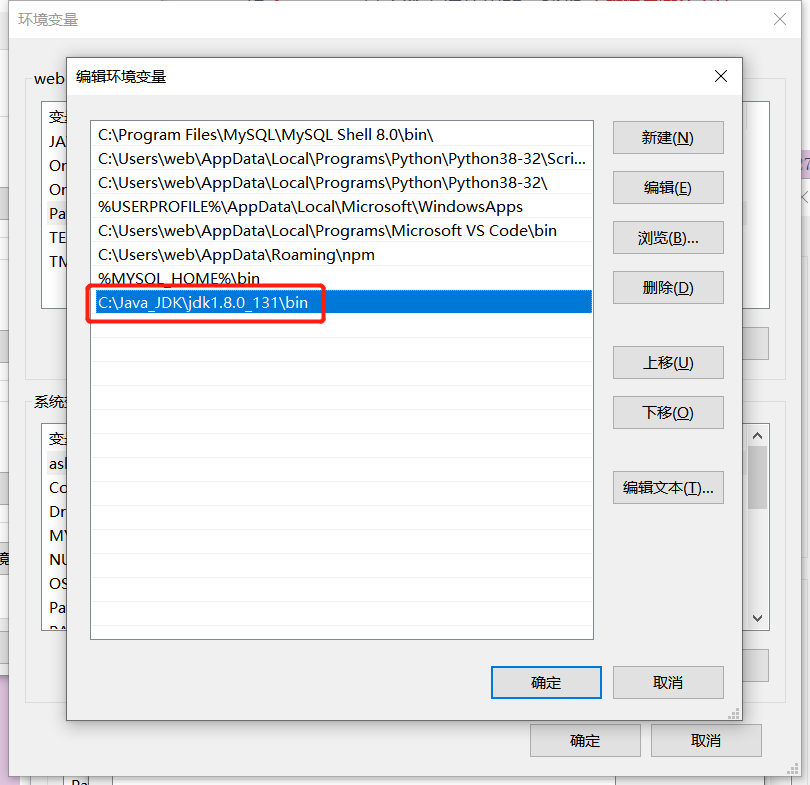 环境变量
web
编辑环境变量
变
JA
On
On
Pa
TE
TM
C:\Program Files\MySQL\MySQL Shell 8.0\bin\
C:\Users\web\AppData\Local\Programs\Python\Python38-32\Scri...
C:\Users\web\AppData\Local\Programs\Python\Python38-32\
%USERPROFILE%\AppData\Local\Microsoft\WindowsApps
C:\Users\web\AppData\Local\Programs\Microsoft VS Code\bin
C:\Users\web\AppData\Roaming\npm
%MYSQL_HOME%\bin
C:\Java_JDK\jdk1.8.0_131\bin
新建(N)
编辑(E)
浏览(B)...
删除(D)
上移(U)
下移(O)
编辑文本(T)...
系统
变
asl
Co
Dr
MY
NU
OS
Pa
确定
取消
确定
取消